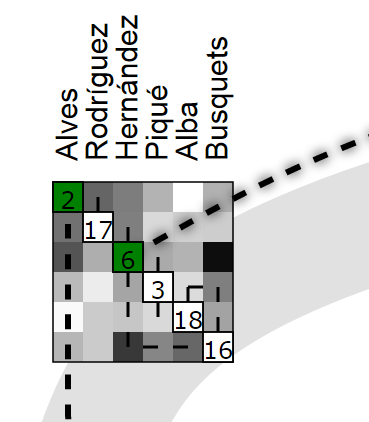 Alves
Rodríguez
Hernández
Piqué
Alba
Busquets
2
17
6
3
18
16